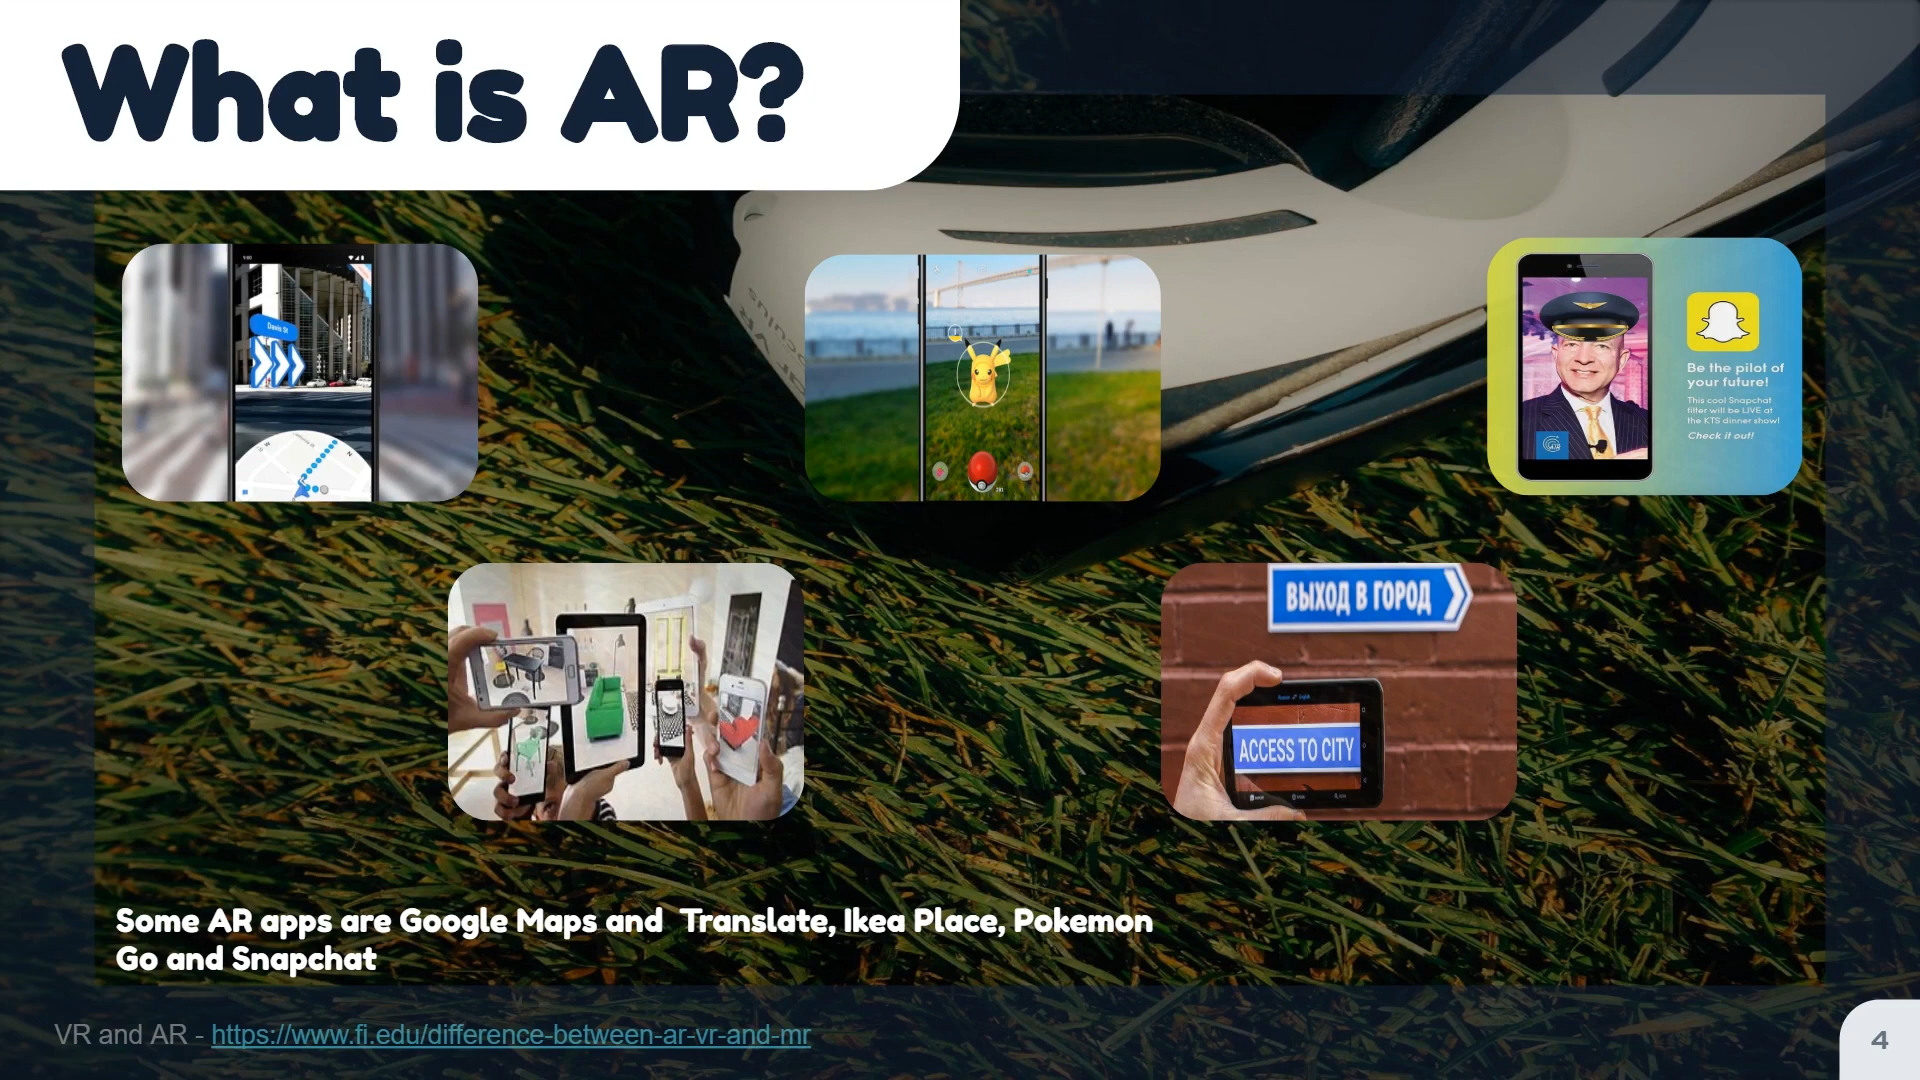 What is AR?
9:00
Davis St
Be the pilot of
your future!
This cool Snapchat
filter will be LIVE at
the KTS dinner show!
Check it out!
ВЫХОД В ГОРОД
ACCESS TO CITY
Some AR apps are Google Maps and  Translate, Ikea Place, Pokemon
Go and Snapchat
VR and AR - https://www.fi.edu/difference-between-ar-vr-and-mr
4